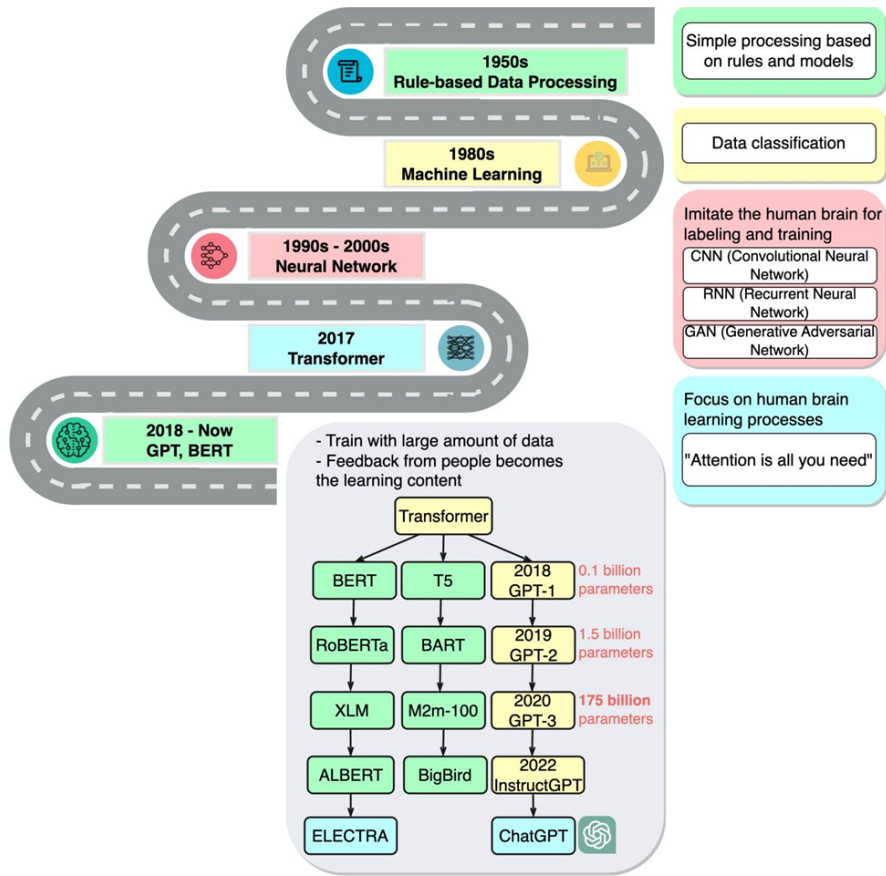 1950s
Rule-based Data Processing
Simple processing based
on rules and models
1980s
Machine Learning
Data classification
1990s - 2000s
Neural Network
Imitate the human brain for
labeling and training
CNN (Convolutional Neural
Network)
RNN (Recurrent Neural
Network)
GAN (Generative Adversarial
Network)
2017
Transformer
Focus on human brain
learning processes
"Attention is all you need"
2018 - Now
GPT, BERT
- Train with large amount of data
- Feedback from people becomes
the learning content
Transformer
BERT
T5
2018
GPT-1
0.1 billion
parameters
RoBERTa
BART
2019
GPT-2
1.5 billion
parameters
XLM
M2m-100
2020
GPT-3
175 billion
parameters
ALBERT
BigBird
2022
InstructGPT
ELECTRA
ChatGPT